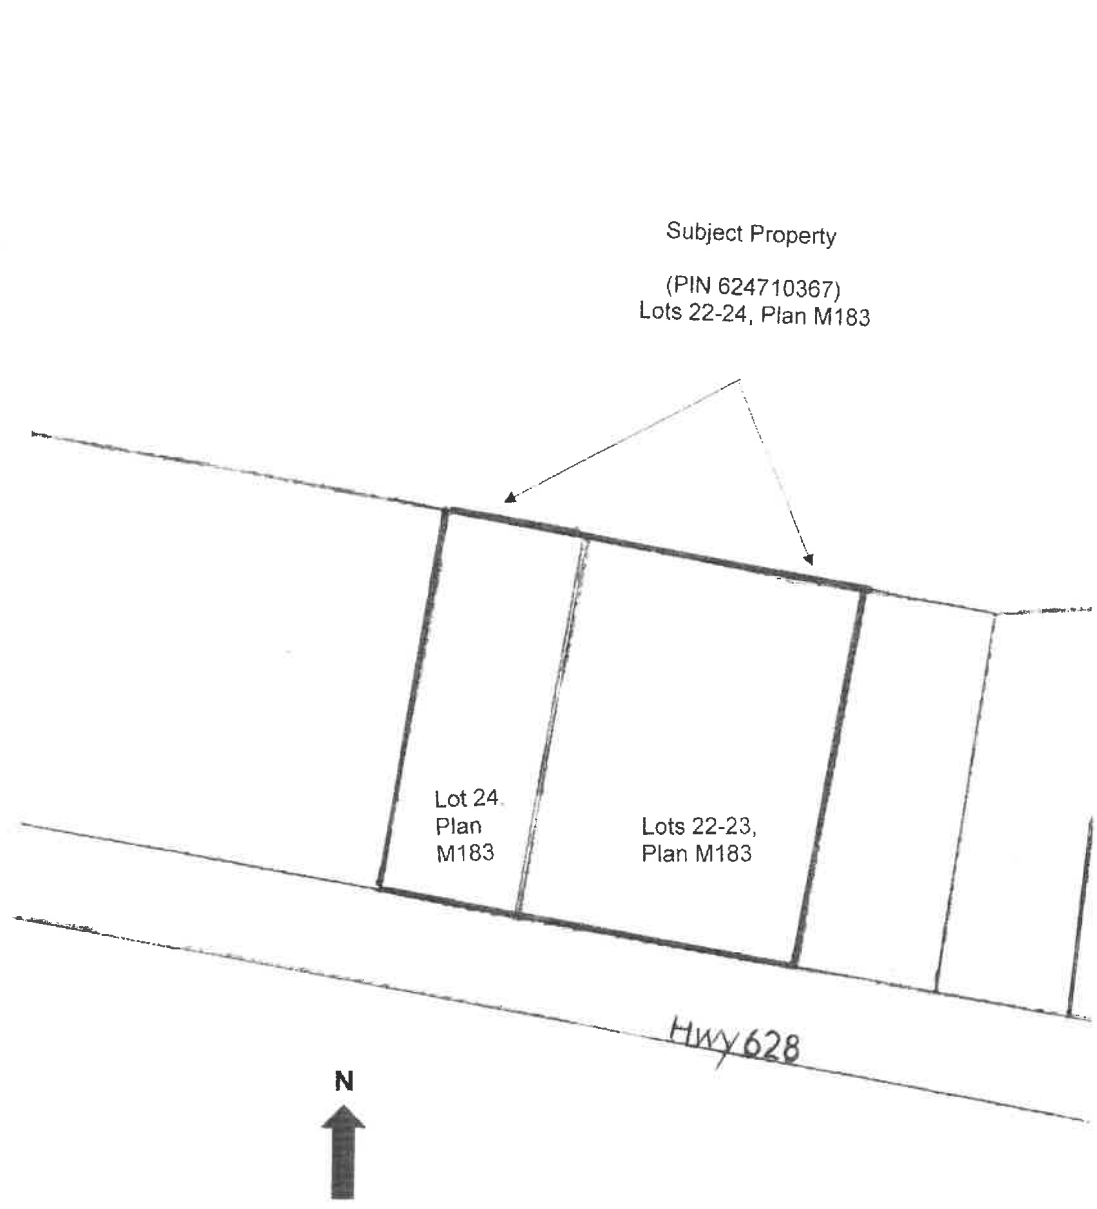 Subject Property
(PIN 624710367)
Lots 22-24, Plan M183
Lot 24
Plan
M183
Lots 22-23,
Plan M183
Hwy 628
N